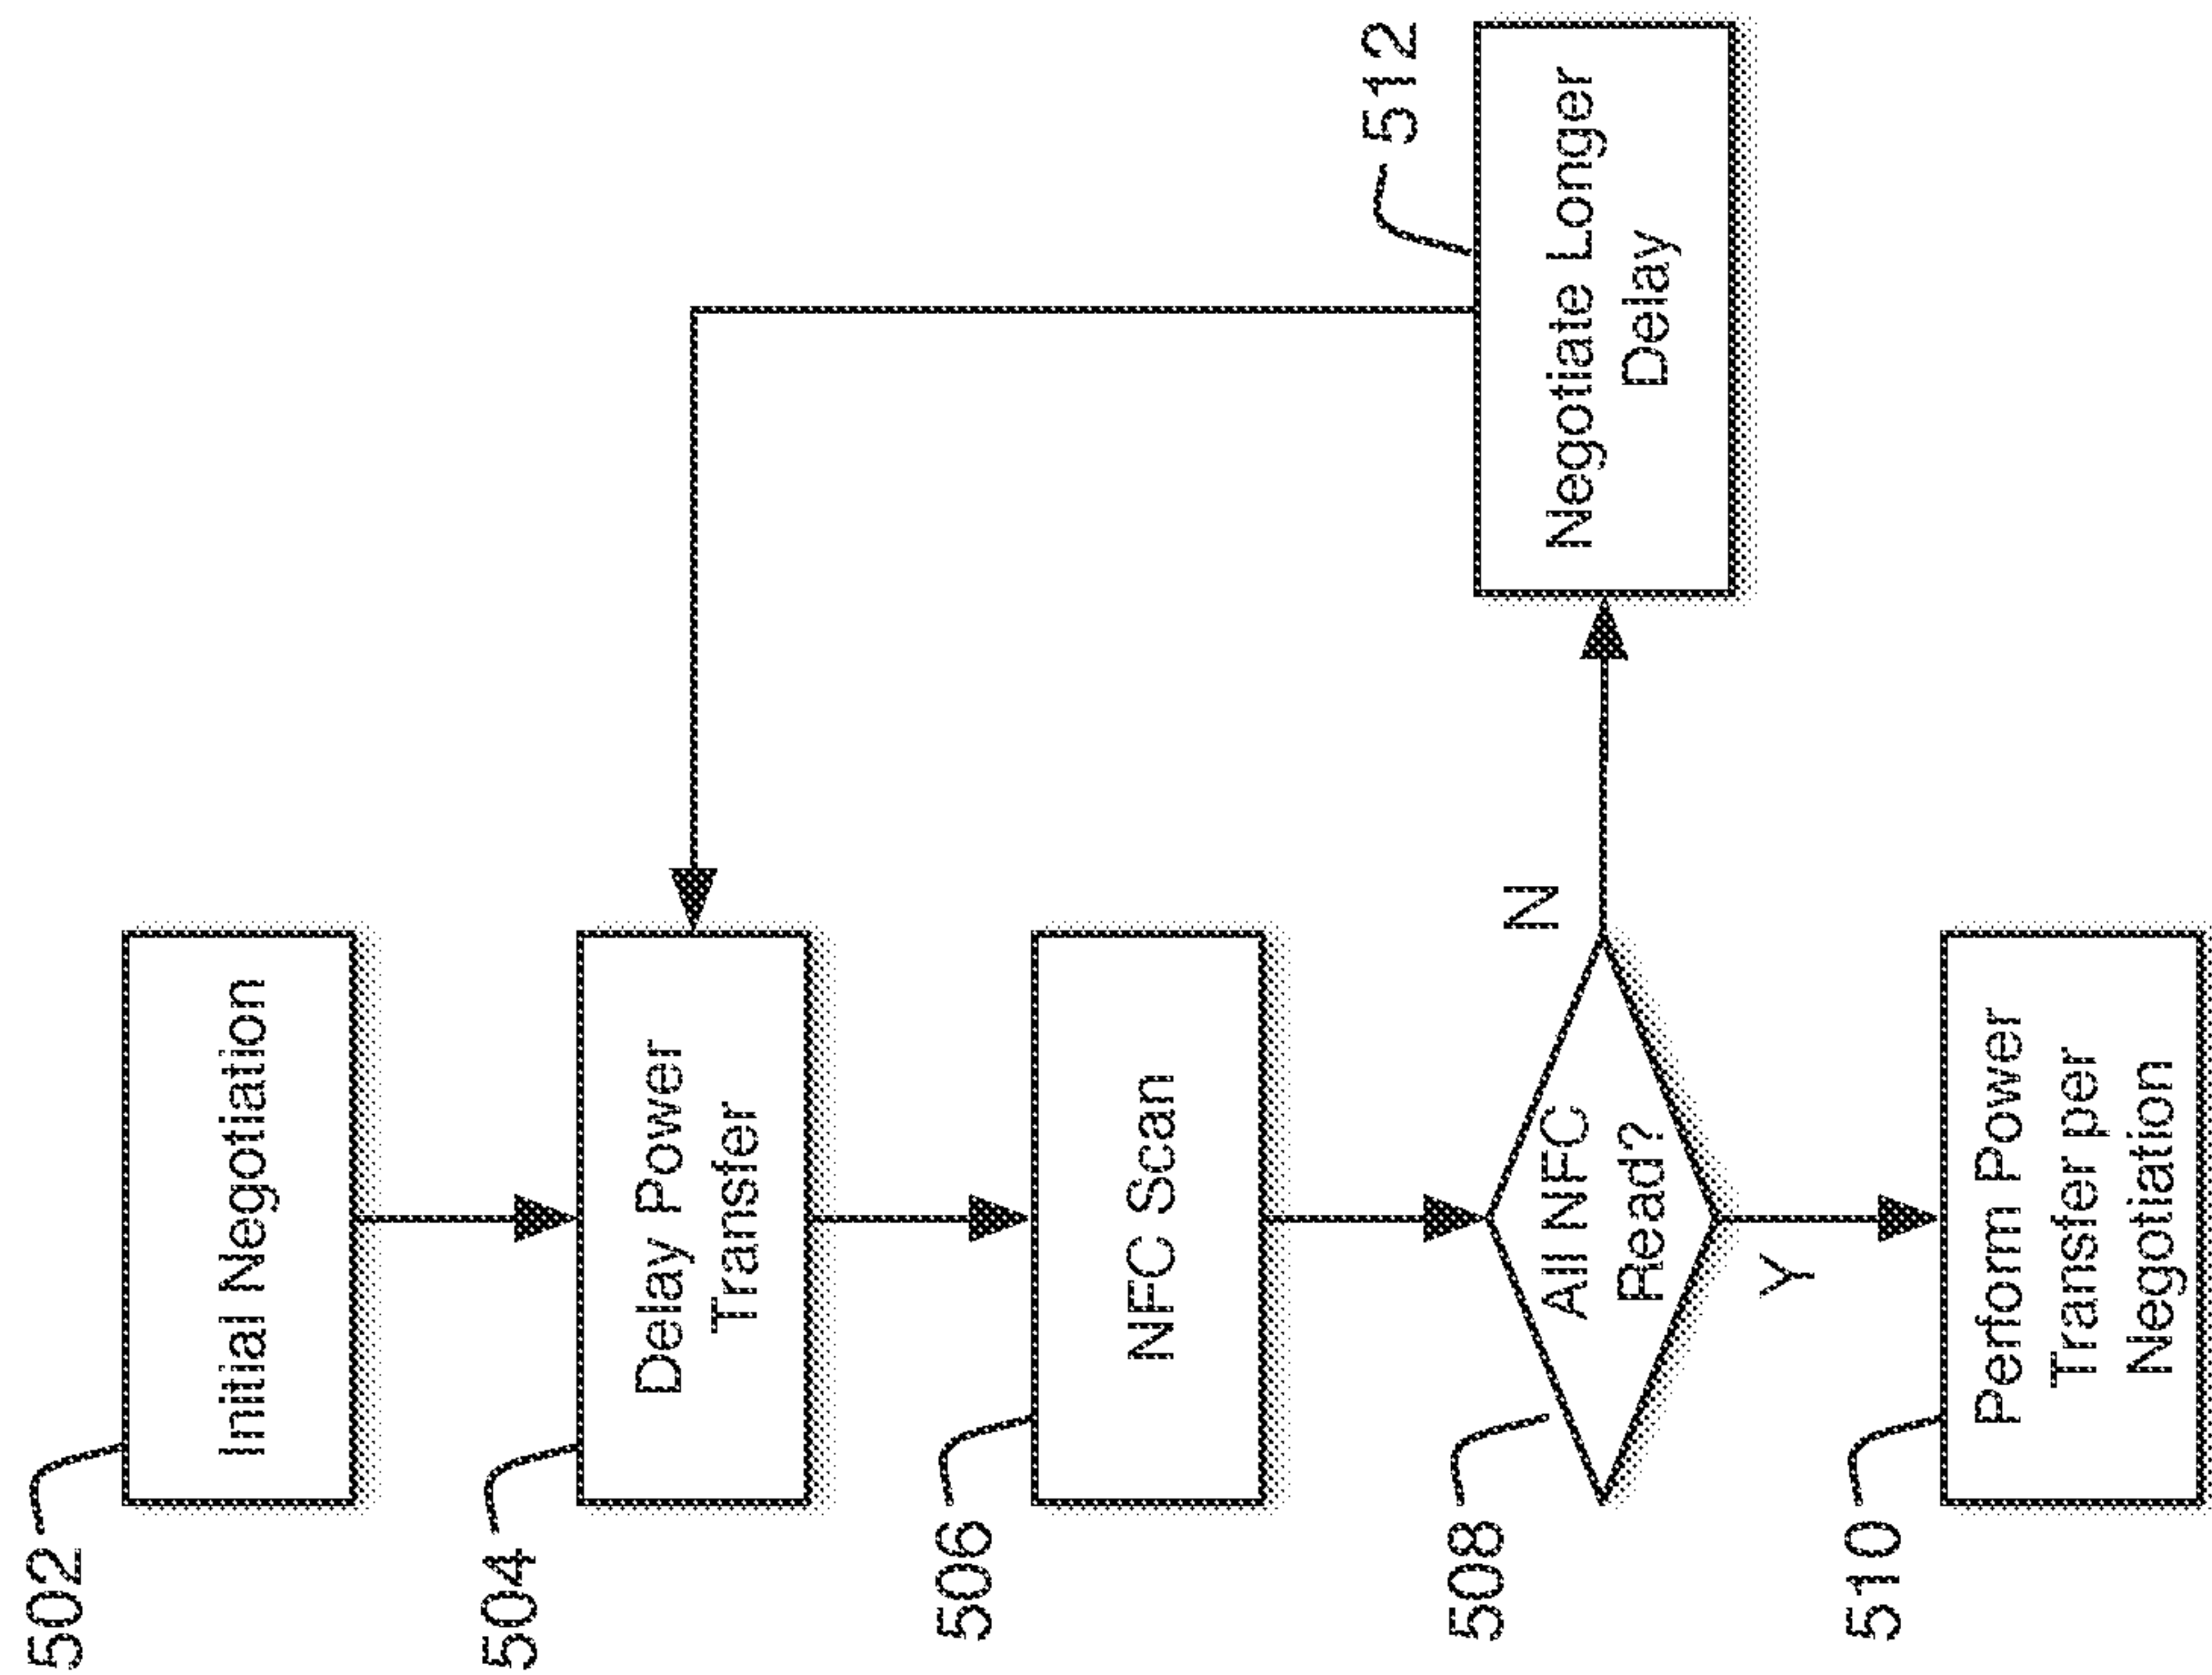 502
Initial Negotiation
504
Delay Power
Transfer
506
NFC Scan
508
All NFC
Read?
N
Y
512
Negotiate Longer
Delay
510
Perform Power
Transfer per
Negotiation